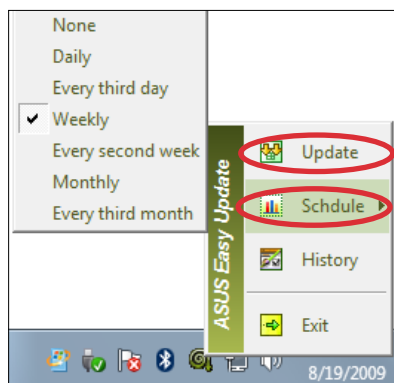 None
Daily
Every third day
Weekly
Every second week
Monthly
Every third month
ASUS Easy Update
Update
Schdule
History
Exit
8/19/2009